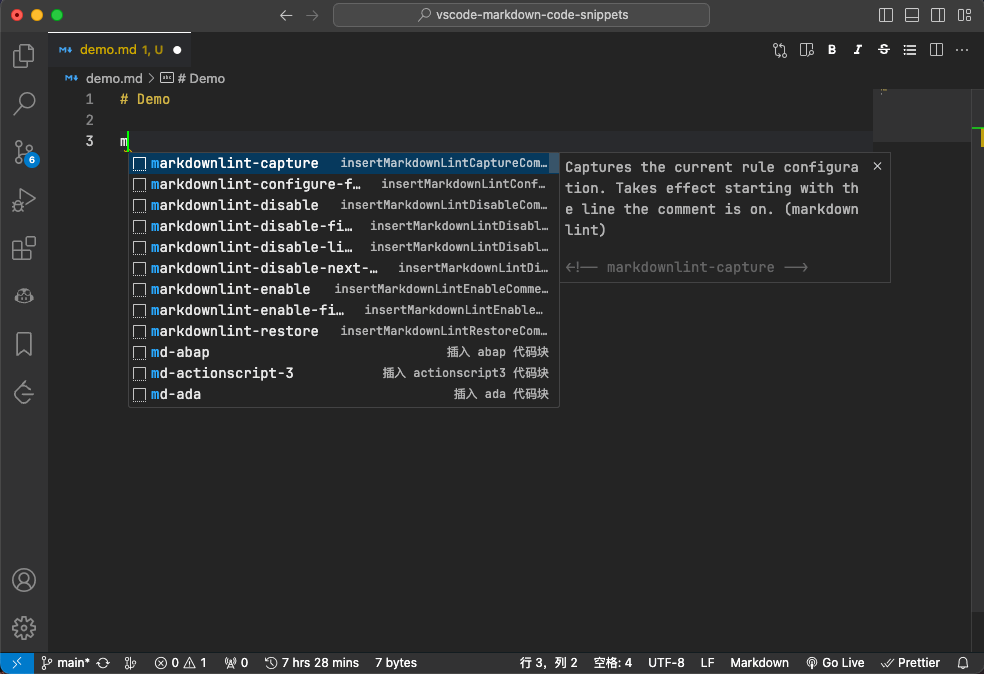 vscode-markdown-code-snippets
demo.md 1, U
demo.md > # Demo
1 # Demo
2
3 m
markdownlint-capture insertMarkdownLintCaptureCom…
markdownlint-configure-f… insertMarkdownLintConf…
markdownlint-disable insertMarkdownLintDisableCom…
markdownlint-disable-fi… insertMarkdownLintDisabl…
markdownlint-disable-li… insertMarkdownLintDisabl…
markdownlint-disable-next-… insertMarkdownLintDi…
markdownlint-enable insertMarkdownLintEnableComme…
markdownlint-enable-fi… insertMarkdownLintEnable…
markdownlint-restore insertMarkdownLintRestoreCom…
md-abap 插入 abap 代码块
md-actionscript-3 插入 actionscript3 代码块
md-ada 插入 ada 代码块
Captures the current rule configura
tion. Takes effect starting with th
e line the comment is on. (markdown
lint)
<!-- markdownlint-capture -->
6
main* 0 1 0 7 hrs 28 mins 7 bytes 行 3，列 2 空格: 4 UTF-8 LF Markdown Go Live Prettier